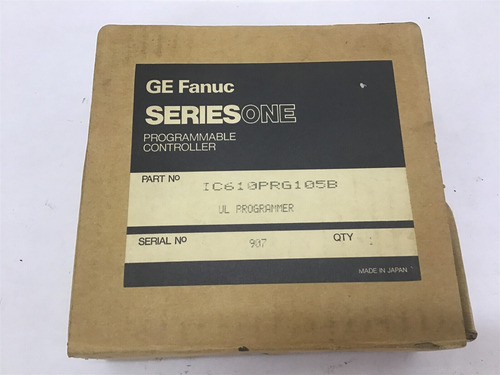 GE Fanuc
SERIESONE
PROGRAMMABLE
CONTROLLER
PART Nº IC610PRG105B
UL PROGRAMMER
SERIAL Nº 907 QTY
MADE IN JAPAN